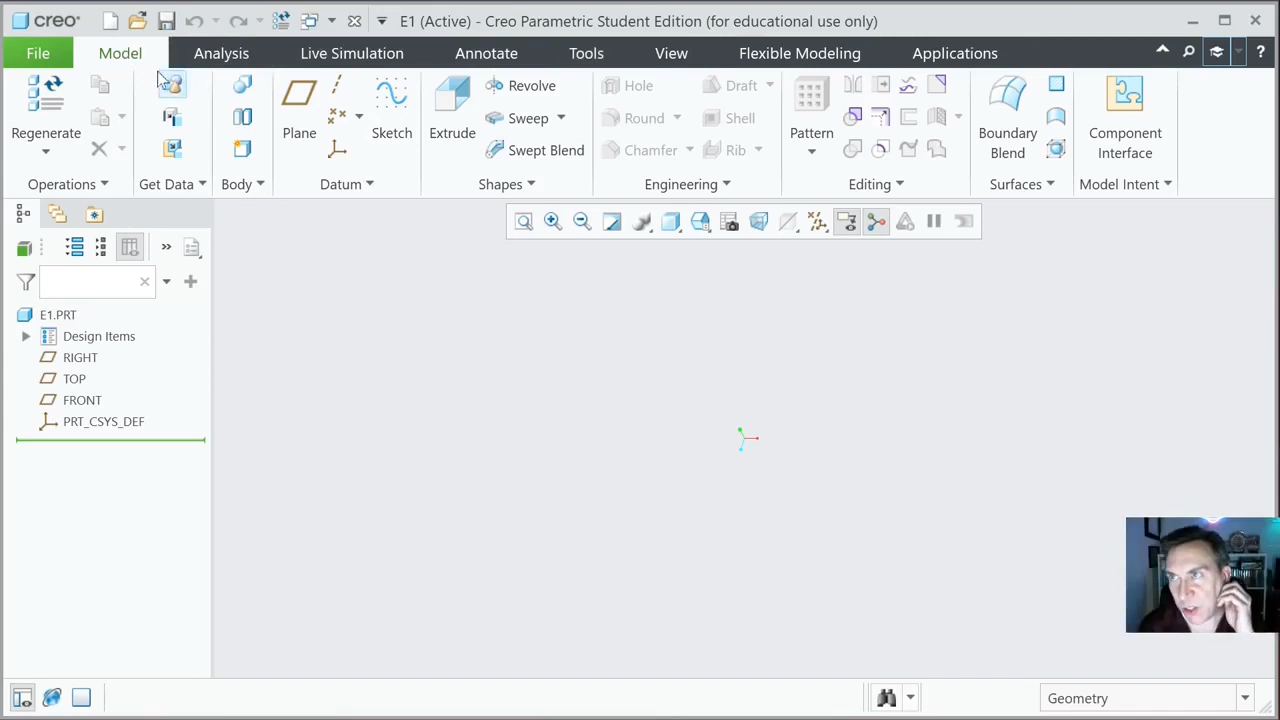 creo
E1 (Active) - Creo Parametric Student Edition (for educational use only)
File
Model
Analysis
Live Simulation
Annotate
Tools
View
Flexible Modeling
Applications
Regenerate
Operations
Get Data
Body
Plane
Sketch
Datum
Extrude
Revolve
Sweep
Swept Blend
Shapes
Hole
Round
Chamfer
Draft
Shell
Rib
Engineering
Pattern
Editing
Boundary
Blend
Surfaces
Component
Interface
Model Intent
E1.PRT
Design Items
RIGHT
TOP
FRONT
PRT_CSYS_DEF
Geometry